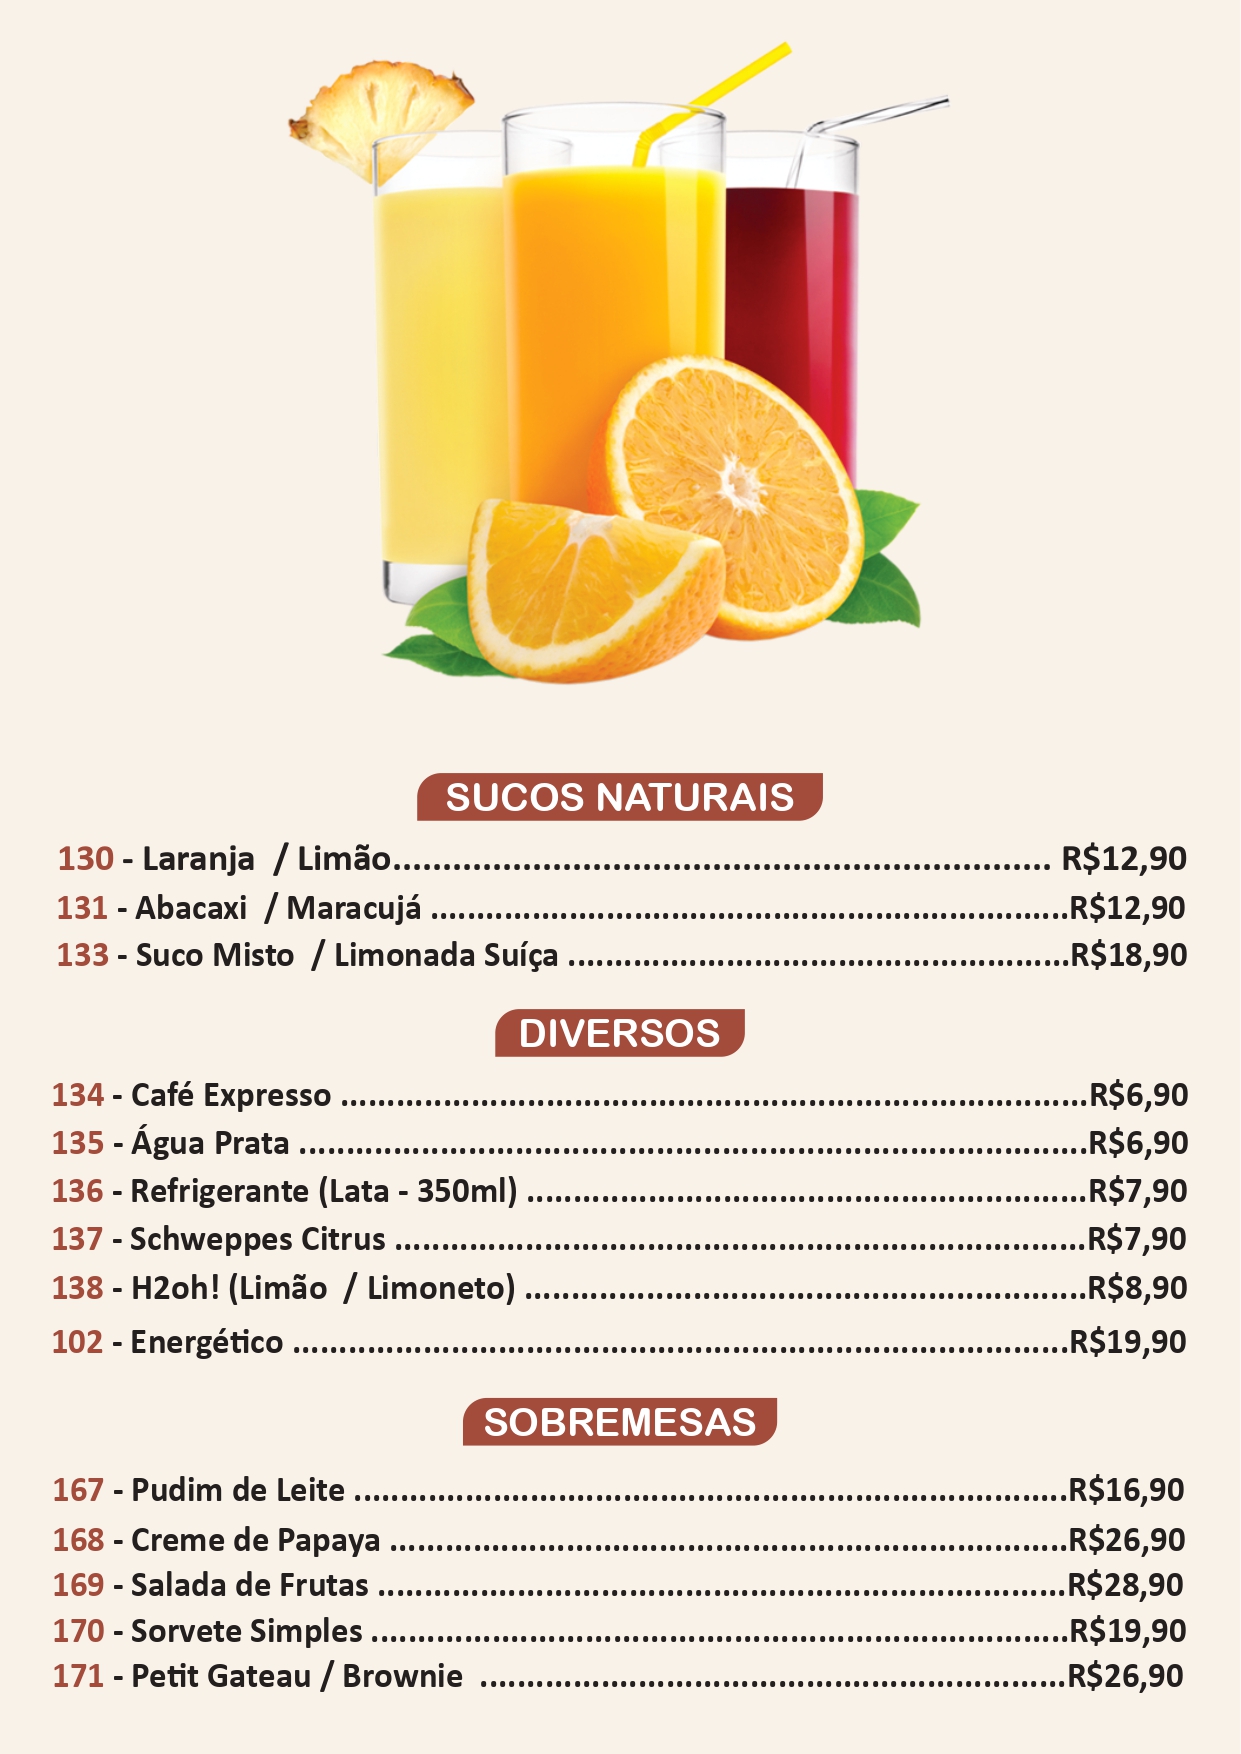 SUCOS NATURAIS
130 - Laranja / Limão................................................................ R$12,90
131 - Abacaxi / Maracujá ................................................................R$12,90
133 - Suco Misto / Limonada Suíça ..................................................R$18,90
DIVERSOS
134 - Café Expresso ..........................................................................R$6,90
135 - Água Prata ..............................................................................R$6,90
136 - Refrigerante (Lata - 350ml) .......................................................R$7,90
137 - Schweppes Citrus ....................................................................R$7,90
138 - H2oh! (Limão / Limoneto) ........................................................R$8,90
102 - Energético .............................................................................R$19,90
SOBREMESAS
167 - Pudim de Leite .......................................................................R$16,90
168 - Creme de Papaya ...................................................................R$26,90
169 - Salada de Frutas ....................................................................R$28,90
170 - Sorvete Simples .....................................................................R$19,90
171 - Petit Gateau / Brownie ..........................................................R$26,90